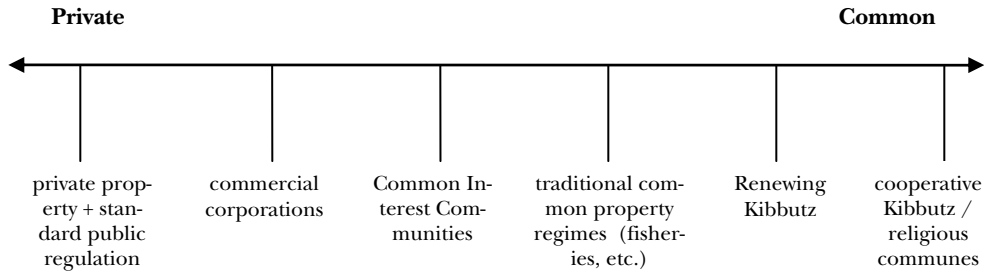 Private
Common
private prop-
erty + stan-
dard public
regulation
commercial
corporations
Common In-
terest Com-
munities
traditional com-
mon property
regimes (fisher-
ies, etc.)
Renewing
Kibbutz
cooperative
Kibbutz /
religious
communes